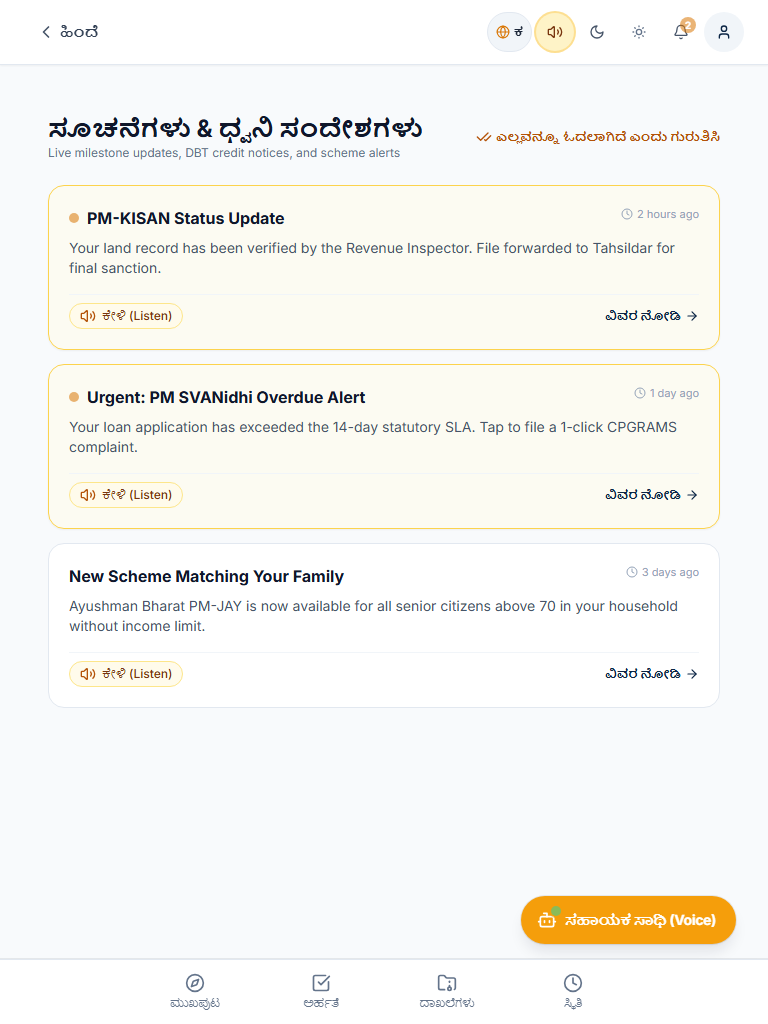 ಹಿಂದೆ
ಕ
2
ಸೂಚನೆಗಳು & ಧ್ವನಿ ಸಂದೇಶಗಳು
ಎಲ್ಲವನ್ನೂ ಓದಲಾಗಿದೆ ಎಂದು ಗುರುತಿಸಿ
Live milestone updates, DBT credit notices, and scheme alerts
PM-KISAN Status Update
2 hours ago
Your land record has been verified by the Revenue Inspector. File forwarded to Tahsildar for
final sanction.
ಕೇಳಿ (Listen)
ವಿವರ ನೋಡಿ
Urgent: PM SVANidhi Overdue Alert
1 day ago
Your loan application has exceeded the 14-day statutory SLA. Tap to file a 1-click CPGRAMS
complaint.
ಕೇಳಿ (Listen)
ವಿವರ ನೋಡಿ
New Scheme Matching Your Family
3 days ago
Ayushman Bharat PM-JAY is now available for all senior citizens above 70 in your household
without income limit.
ಕೇಳಿ (Listen)
ವಿವರ ನೋಡಿ
ಸಹಾಯಕ ಸಾಥಿ (Voice)
ಮುಖಪುಟ
ಅರ್ಹತೆ
ದಾಖಲೆಗಳು
ಸ್ಥಿತಿ